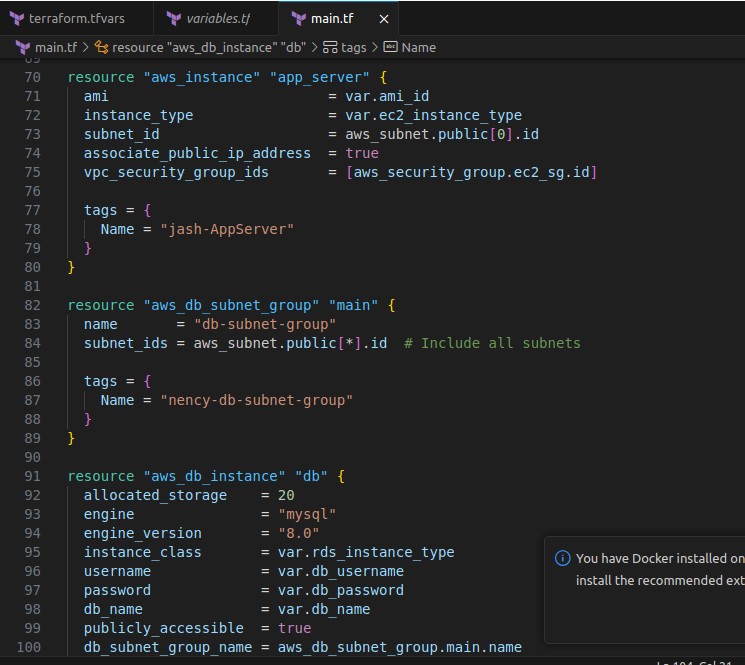 terraform.tfvars variables.tf main.tf ×
main.tf > resource "aws_db_instance" "db" > tags > abc Name
69
70 resource "aws_instance" "app_server" {
71 ami = var.ami_id
72 instance_type = var.ec2_instance_type
73 subnet_id = aws_subnet.public[0].id
74 associate_public_ip_address = true
75 vpc_security_group_ids = [aws_security_group.ec2_sg.id]
76
77 tags = {
78 Name = "jash-AppServer"
79 }
80 }
81
82 resource "aws_db_subnet_group" "main" {
83 name = "db-subnet-group"
84 subnet_ids = aws_subnet.public[*].id # Include all subnets
85
86 tags = {
87 Name = "nency-db-subnet-group"
88 }
89 }
90
91 resource "aws_db_instance" "db" {
92 allocated_storage = 20
93 engine = "mysql"
94 engine_version = "8.0"
95 instance_class = var.rds_instance_type
96 username = var.db_username
97 password = var.db_password
98 db_name = var.db_name
99 publicly_accessible = true
100 db_subnet_group_name = aws_db_subnet_group.main.name
You have Docker installed on
install the recommended ext